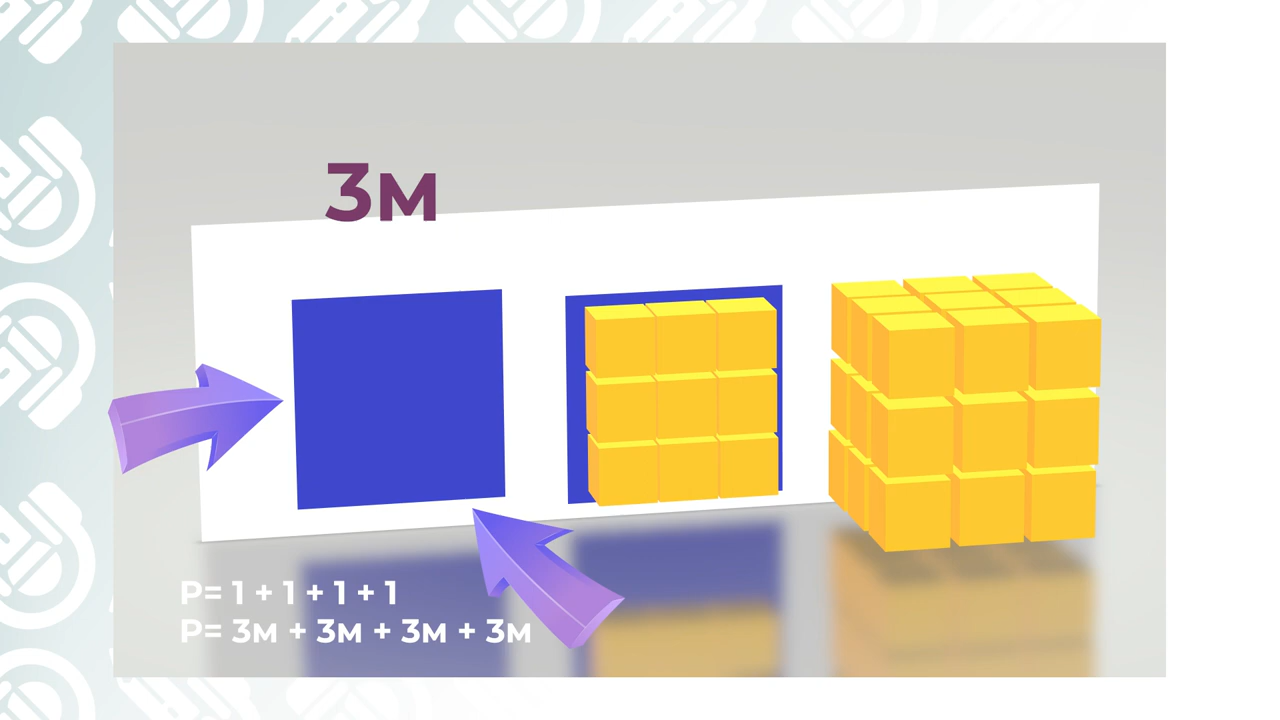 3м
P= 1 + 1 + 1 + 1
P= 3м + 3м + 3м + 3м